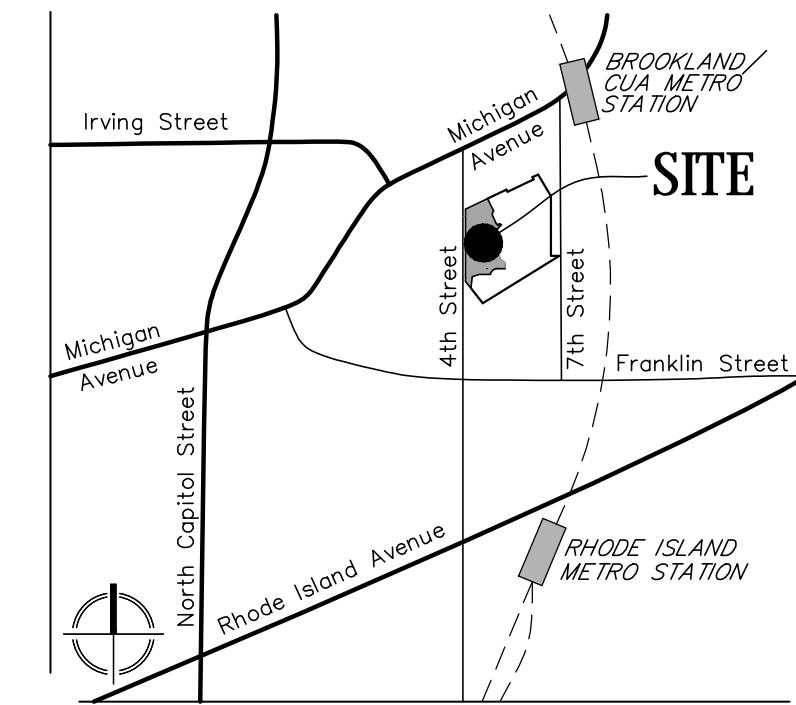 BROOKLAND/
CUA METRO
STATION
Irving Street
Michigan
Avenue
SITE
4th Street
7th Street
Michigan
Avenue
Franklin Street
North Capitol Street
Rhode Island Avenue
RHODE ISLAND
METRO STATION